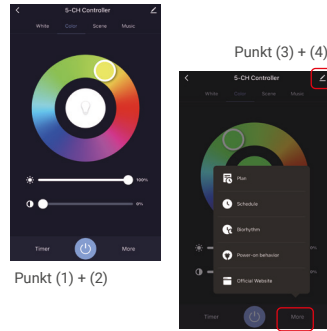 5-CH Controller
White Color Scene Music
100%
0%
Timer More
Punkt (1) + (2)
Punkt (3) + (4)
5-CH Controller
White Color Scene Music
Plan
Schedule
Biorhythm
Power-on behavior
Official Website
Timer More